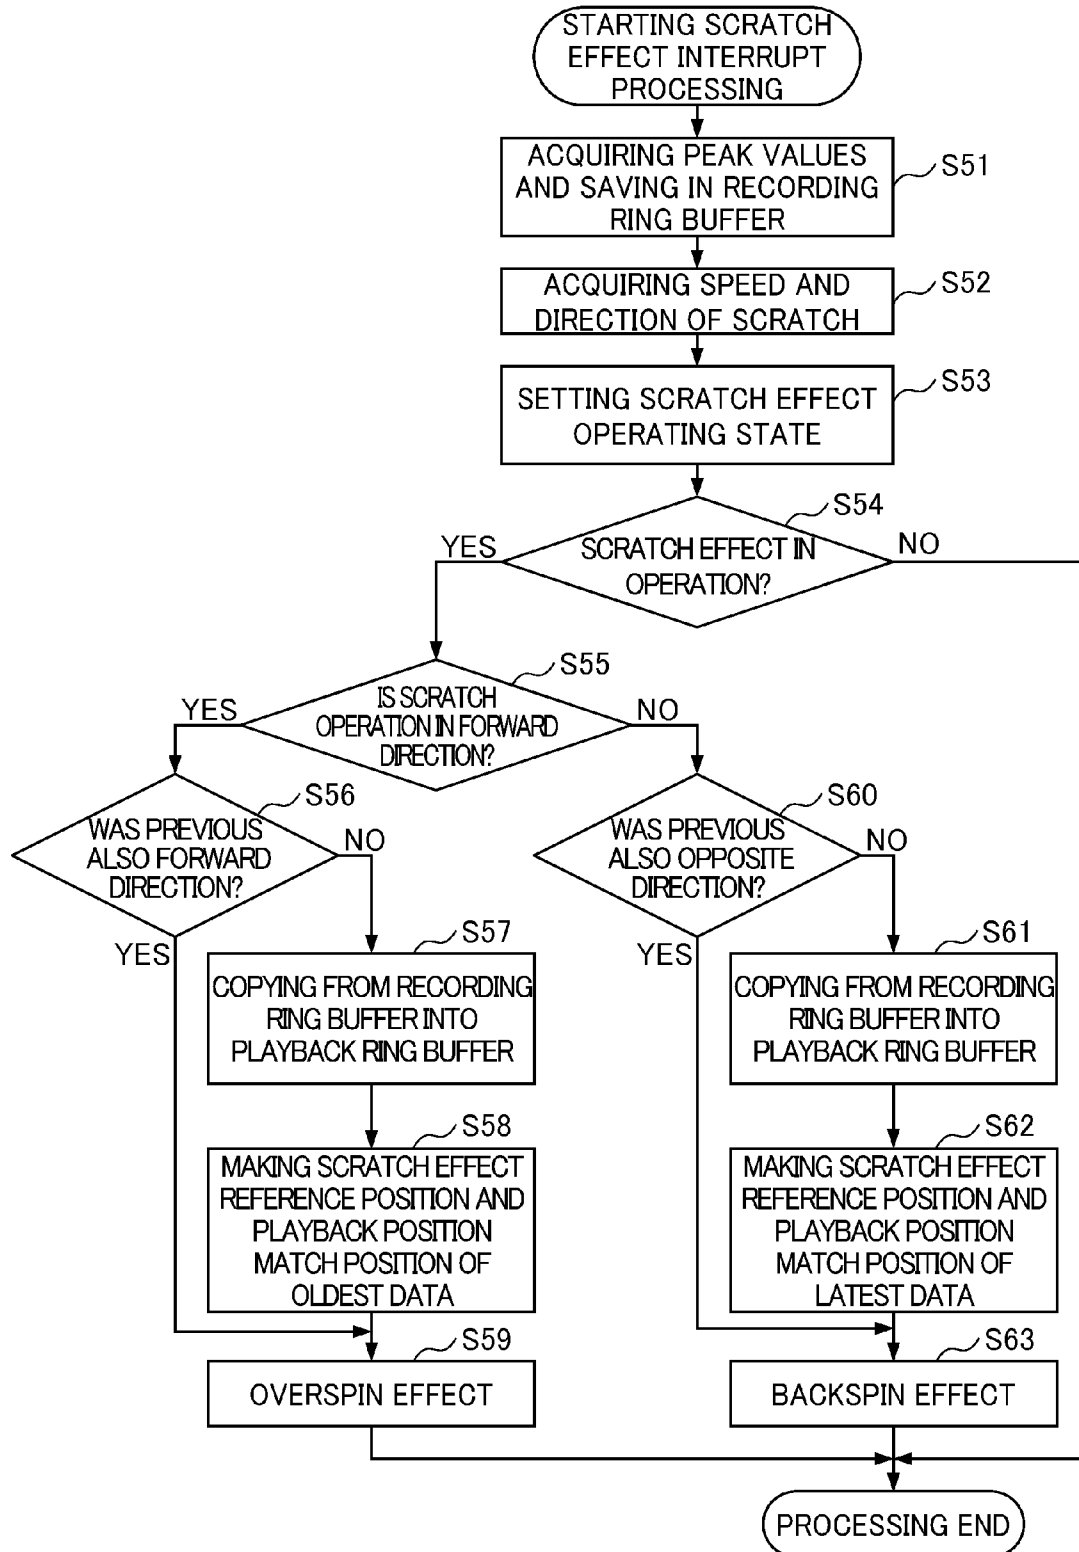 STARTING SCRATCH
EFFECT INTERRUPT
PROCESSING
ACQUIRING PEAK VALUES
AND SAVING IN RECORDING
RING BUFFER
S51
ACQUIRING SPEED AND
DIRECTION OF SCRATCH
S52
SETTING SCRATCH EFFECT
OPERATING STATE
S53
S54
SCRATCH EFFECT IN
OPERATION?
YES
NO
S55
IS SCRATCH
OPERATION IN FORWARD
DIRECTION?
YES
NO
S56
WAS PREVIOUS
ALSO FORWARD
DIRECTION?
NO
YES
S57
COPYING FROM RECORDING
RING BUFFER INTO
PLAYBACK RING BUFFER
S58
MAKING SCRATCH EFFECT
REFERENCE POSITION AND
PLAYBACK POSITION
MATCH POSITION OF
OLDEST DATA
S59
OVERSPIN EFFECT
S60
WAS PREVIOUS
ALSO OPPOSITE
DIRECTION?
NO
YES
S61
COPYING FROM RECORDING
RING BUFFER INTO
PLAYBACK RING BUFFER
S62
MAKING SCRATCH EFFECT
REFERENCE POSITION AND
PLAYBACK POSITION
MATCH POSITION OF
LATEST DATA
S63
BACKSPIN EFFECT
PROCESSING END